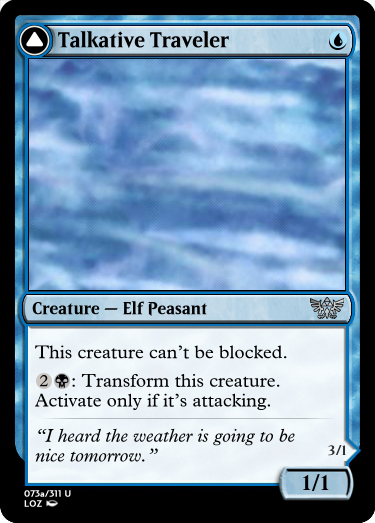 Talkative Traveler
Creature — Elf Peasant
This creature can't be blocked.
2: Transform this creature.
Activate only if it's attacking.
“I heard the weather is going to be
nice tomorrow.”
3/1
1/1
073a/311 U
LOZ